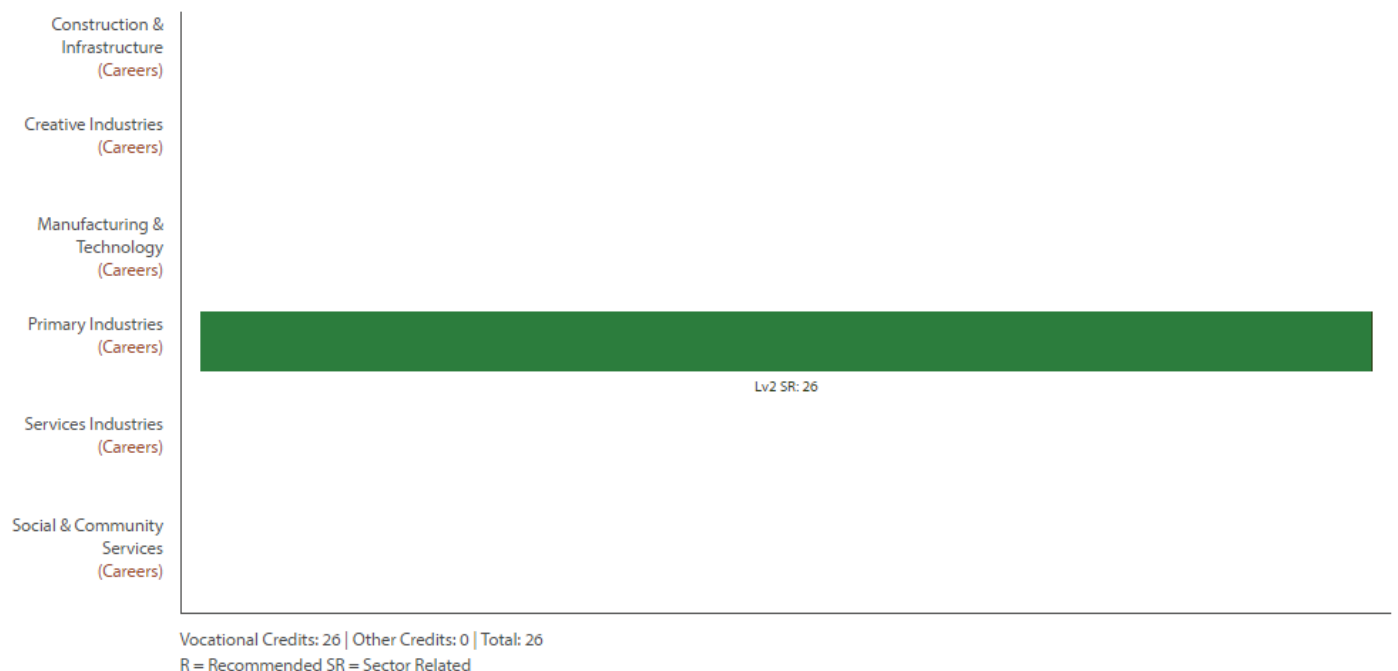 Construction &
Infrastructure
(Careers)
Creative Industries
(Careers)
Manufacturing &
Technology
(Careers)
Primary Industries
(Careers)
Lv2 SR: 26
Services Industries
(Careers)
Social & Community
Services
(Careers)
Vocational Credits: 26 | Other Credits: 0 | Total: 26
R = Recommended SR = Sector Related